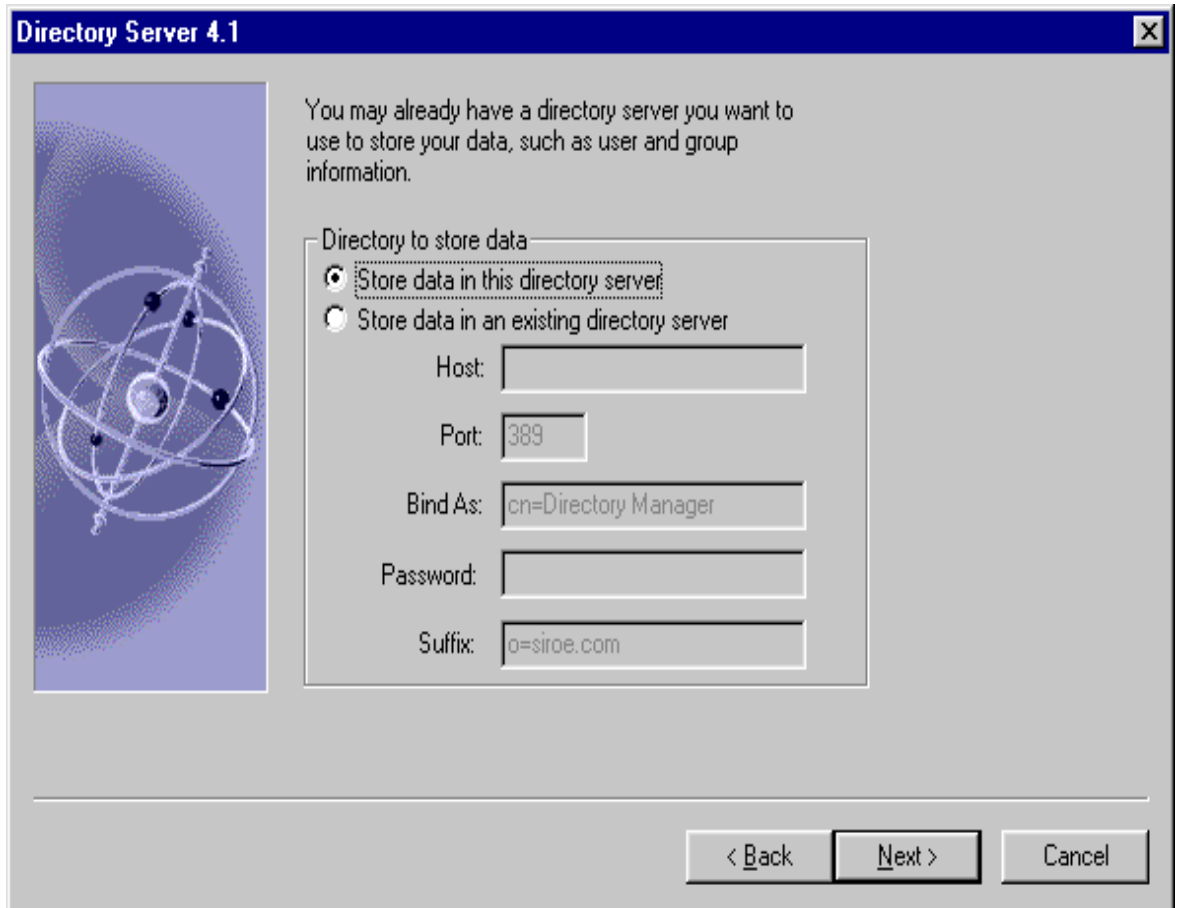 Directory Server 4.1
You may already have a directory server you want to
use to store your data, such as user and group
information.
Directory to store data
Store data in this directory server
Store data in an existing directory server
Host:
Port: 389
Bind As: cn=Directory Manager
Password:
Suffix: o=siroe.com
< Back Next > Cancel